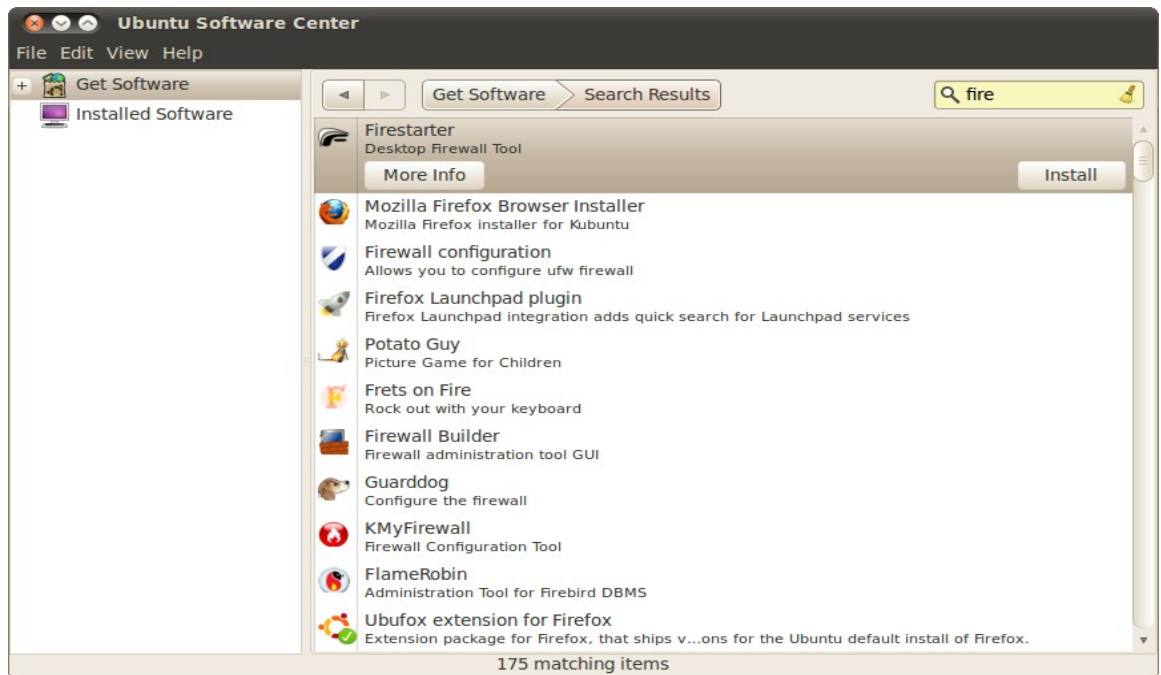 Ubuntu Software Center
File Edit View Help
Get Software
Installed Software
Get Software Search Results
fire
Firestarter
Desktop Firewall Tool
More Info Install
Mozilla Firefox Browser Installer
Mozilla Firefox installer for Kubuntu
Firewall configuration
Allows you to configure ufw firewall
Firefox Launchpad plugin
Firefox Launchpad integration adds quick search for Launchpad services
Potato Guy
Picture Game for Children
Frets on Fire
Rock out with your keyboard
Firewall Builder
Firewall administration tool GUI
Guarddog
Configure the firewall
KMyFirewall
Firewall Configuration Tool
FlameRobin
Administration Tool for Firebird DBMS
Ubufox extension for Firefox
Extension package for Firefox, that ships v...ons for the Ubuntu default install of Firefox.
175 matching items